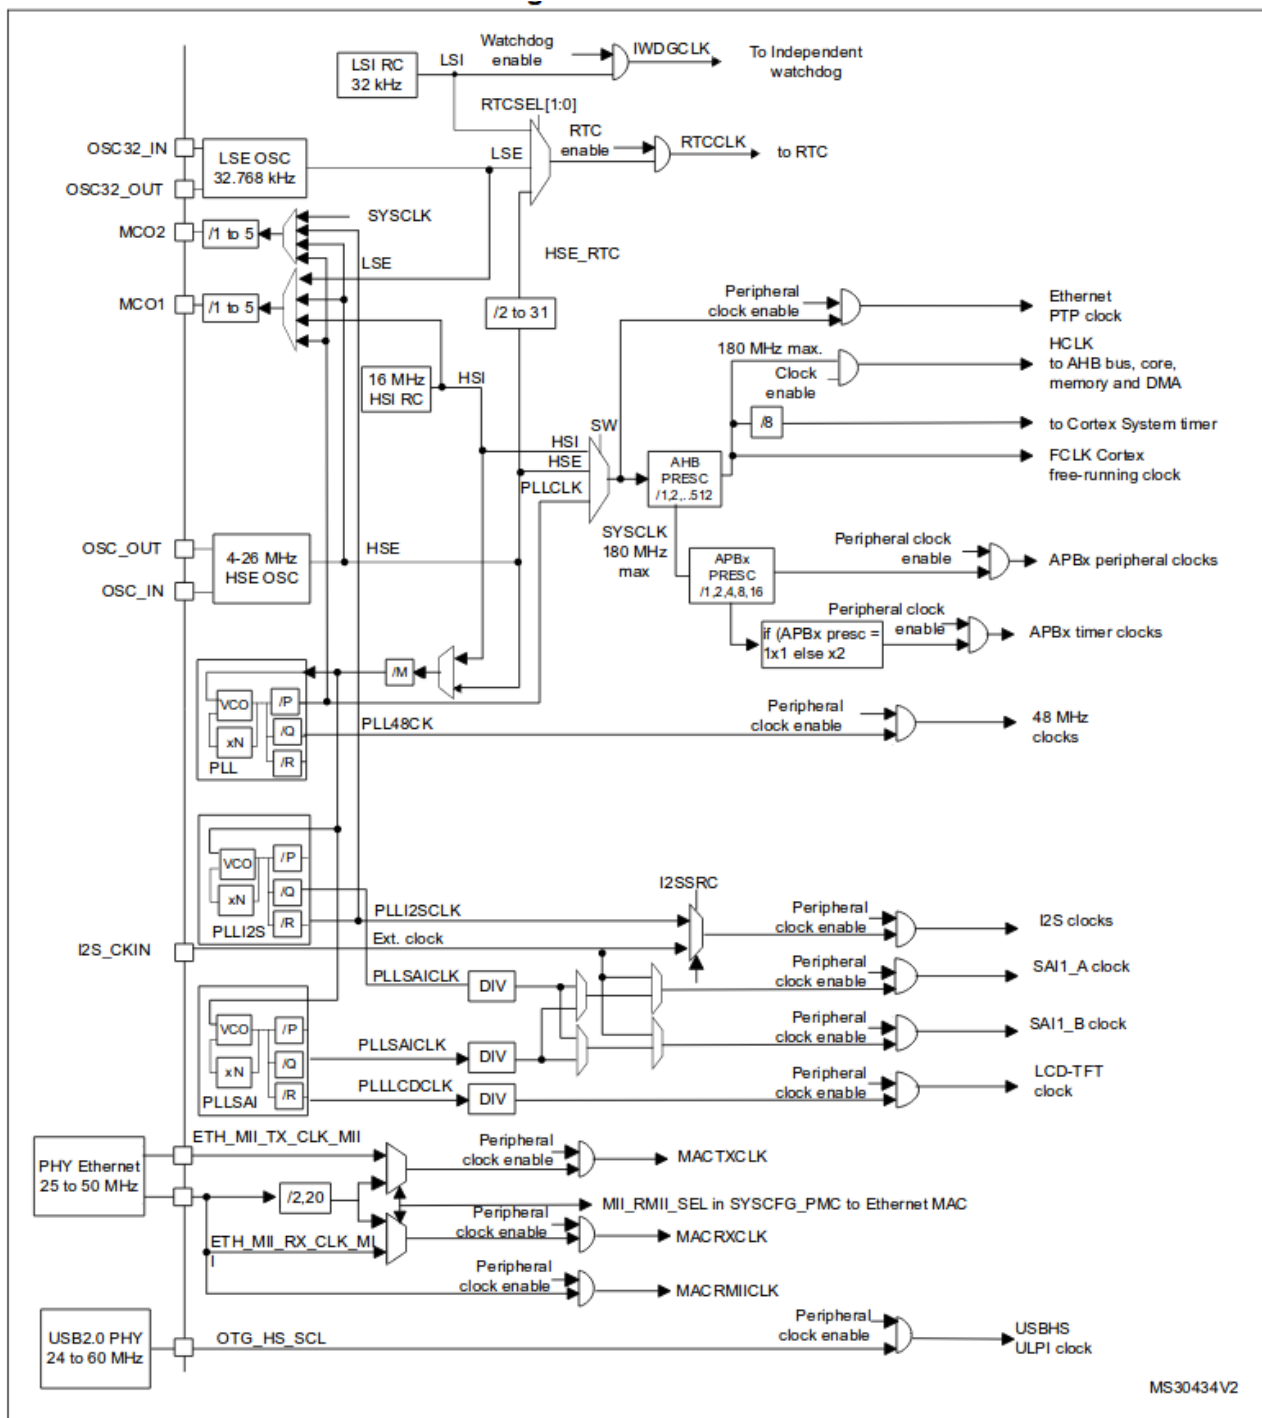 g
Watchdog
enable
IWDGCLK
To Independent
watchdog
LSI RC
32 kHz
LSI
RTCSEL[1:0]
OSC32_IN
LSE OSC
32.768 kHz
LSE
RTC
enable
RTCCLK
to RTC
OSC32_OUT
MCO2
/1 to 5
SYSCLK
HSE_RTC
LSE
MCO1
/1 to 5
/2 to 31
Peripheral
clock enable
Ethernet
PTP clock
180 MHz max.
HCLK
to AHB bus, core,
memory and DMA
Clock
enable
16 MHz
HSI RC
HSI
/8
to Cortex System timer
SW
HSI
HSE
PLLCLK
AHB
PRESC
/1,2,..512
FCLK Cortex
free-running clock
SYSCLK
180 MHz
max
OSC_OUT
4-26 MHz
HSE OSC
HSE
OSC_IN
APBx
PRESC
/1,2,4,8,16
Peripheral clock
enable
APBx peripheral clocks
Peripheral clock
enable
APBx timer clocks
if (APBx presc =
1x1 else x2
/M
VCO
xN
/P
/Q
/R
PLL
PLL48CK
Peripheral
clock enable
48 MHz
clocks
VCO
xN
/P
/Q
/R
PLLI2S
I2SSRC
PLLI2SCLK
Peripheral
clock enable
I2S clocks
I2S_CKIN
Ext. clock
PLLSAICLK
DIV
Peripheral
clock enable
SAI1_A clock
VCO
xN
/P
/Q
/R
PLLSAI
PLLSAICLK
DIV
Peripheral
clock enable
SAI1_B clock
PLLLCDCLK
DIV
Peripheral
clock enable
LCD-TFT
clock
PHY Ethernet
25 to 50 MHz
ETH_MII_TX_CLK_MII
Peripheral
clock enable
MACTXCLK
/2,20
MII_RMII_SEL in SYSCFG_PMC to Ethernet MAC
ETH_MII_RX_CLK_MI
I
Peripheral
clock enable
MACRXCLK
Peripheral
clock enable
MACRMIICLK
USB2.0 PHY
24 to 60 MHz
OTG_HS_SCL
Peripheral
clock enable
USBHS
ULPI clock
MS30434V2